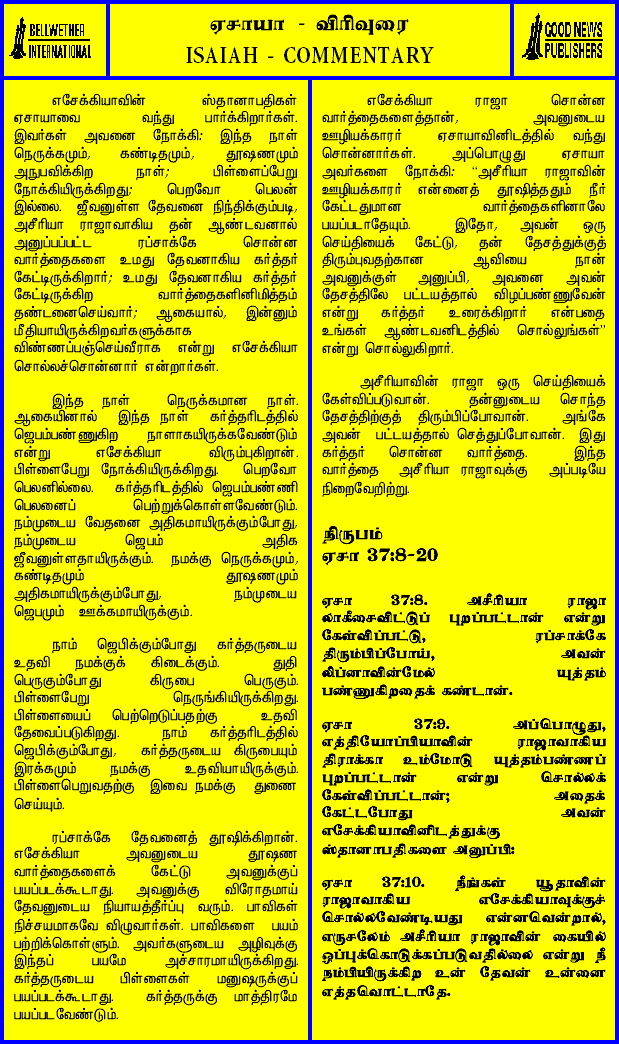 BELLWETHER
INTERNATIONAL
ஏசாயா - விரிவுரை
ISAIAH - COMMENTARY
GOOD NEWS
PUBLISHERS
எசேக்கியாவின் ஸ்தானாபதிகள்
ஏசாயாவை வந்து பார்க்கிறார்கள்.
இவர்கள் அவனை நோக்கி: இந்த நாள்
நெருக்கமும், கண்டிதமும், தூஷணமும்
அநுபவிக்கிற நாள்; பிள்ளைப்பேறு
நோக்கியிருக்கிறது; பெறவோ பெலன்
இல்லை. ஜீவனுள்ள தேவனை நிந்திக்கும்படி,
அசீரியா ராஜாவாகிய தன் ஆண்டவனால்
அனுப்பப்பட்ட ரப்சாக்கே சொன்ன
வார்த்தைகளை உமது தேவனாகிய கர்த்தர்
கேட்டிருக்கிறார்; உமது தேவனாகிய கர்த்தர்
கேட்டிருக்கிற வார்த்தைகளினிமித்தம்
தண்டனைசெய்வார்; ஆகையால், இன்னும்
மீதியாயிருக்கிறவர்களுக்காக
விண்ணப்பஞ்செய்வீராக என்று எசேக்கியா
சொல்லச்சொன்னார் என்றார்கள்.
இந்த நாள் நெருக்கமான நாள்.
ஆகையினால் இந்த நாள் கர்த்தரிடத்தில்
ஜெபம்பண்ணுகிற நாளாகயிருக்கவேண்டும்
என்று எசேக்கியா விரும்புகிறான்.
பிள்ளைபேறு நோக்கியிருக்கிறது. பெறவோ
பெலனில்லை. கர்த்தரிடத்தில் ஜெபம்பண்ணி
பெலனைப் பெற்றுக்கொள்ளவேண்டும்.
நம்முடைய வேதனை அதிகமாயிருக்கும்போது,
நம்முடைய ஜெபம் அதிக
ஜீவனுள்ளதாயிருக்கும். நமக்கு நெருக்கமும்,
கண்டிதமும் தூஷணமும்
அதிகமாயிருக்கும்போது, நம்முடைய
ஜெபமும் ஊக்கமாயிருக்கும்.
நாம் ஜெபிக்கும்போது கர்த்தருடைய
உதவி நமக்குக் கிடைக்கும். துதி
பெருகும்போது கிருபை பெருகும்.
பிள்ளைபேறு நெருங்கியிருக்கிறது.
பிள்ளையைப் பெற்றெடுப்பதற்கு உதவி
தேவைப்படுகிறது. நாம் கர்த்தரிடத்தில்
ஜெபிக்கும்போது, கர்த்தருடைய கிருபையும்
இரக்கமும் நமக்கு உதவியாயிருக்கும்.
பிள்ளைபெறுவதற்கு இவை நமக்கு துணை
செய்யும்.
ரப்சாக்கே தேவனைத் தூஷிக்கிறான்.
எசேக்கியா அவனுடைய தூஷண
வார்த்தைகளைக் கேட்டு அவனுக்குப்
பயப்படக்கூடாது. அவனுக்கு விரோதமாய்
தேவனுடைய நியாயத்தீர்ப்பு வரும். பாவிகள்
நிச்சயமாகவே விழுவார்கள். பாவிகளை பயம்
பற்றிக்கொள்ளும். அவர்களுடைய அழிவுக்கு
இந்தப் பயமே அச்சாரமாயிருக்கிறது.
கர்த்தருடைய பிள்ளைகள் மனுஷருக்குப்
பயப்படக்கூடாது. கர்த்தருக்கு மாத்திரமே
பயப்படவேண்டும்.
எசேக்கியா ராஜா சொன்ன
வார்த்தைகளைத்தான், அவனுடைய
ஊழியக்காரர் ஏசாயாவினிடத்தில் வந்து
சொன்னார்கள். அப்பொழுது ஏசாயா
அவர்களை நோக்கி: “அசீரியா ராஜாவின்
ஊழியக்காரர் என்னைத் தூஷித்ததும் நீர்
கேட்டதுமான வார்த்தைகளினாலே
பயப்படாதேயும். இதோ, அவன் ஒரு
செய்தியைக் கேட்டு, தன் தேசத்துக்குத்
திரும்புவதற்கான ஆவியை நான்
அவனுக்குள் அனுப்பி, அவனை அவன்
தேசத்திலே பட்டயத்தால் விழப்பண்ணுவேன்
என்று கர்த்தர் உரைக்கிறார் என்பதை
உங்கள் ஆண்டவனிடத்தில் சொல்லுங்கள்”
என்று சொல்லுகிறார்.
அசீரியாவின் ராஜா ஒரு செய்தியைக்
கேள்விப்படுவான். தன்னுடைய சொந்த
தேசத்திற்குத் திரும்பிப்போவான். அங்கே
அவன் பட்டயத்தால் செத்துப்போவான். இது
கர்த்தர் சொன்ன வார்த்தை. இந்த
வார்த்தை அசீரியா ராஜாவுக்கு அப்படியே
நிறைவேறிற்று.
நிருபம்
ஏசா 37:8-20
ஏசா 37:8. அசீரியா ராஜா
லாகீசைவிட்டுப் புறப்பட்டான் என்று
கேள்விப்பட்டு, ரப்சாக்கே
திரும்பிப்போய், அவன்
லிப்னாவின்மேல் யுத்தம்
பண்ணுகிறதைக் கண்டான்.
ஏசா 37:9. அப்பொழுது,
எத்தியோப்பியாவின் ராஜாவாகிய
திராக்கா உம்மோடு யுத்தம்பண்ணப்
புறப்பட்டான் என்று சொல்லக்
கேள்விப்பட்டான்; அதைக்
கேட்டபோது அவன்
எசேக்கியாவினிடத்துக்கு
ஸ்தானாபதிகளை அனுப்பி:
ஏசா 37:10. நீங்கள் யூதாவின்
ராஜாவாகிய எசேக்கியாவுக்குச்
சொல்லவேண்டியது என்னவென்றால்,
எருசலேம் அசீரியா ராஜாவின் கையில்
ஒப்புக்கொடுக்கப்படுவதில்லை என்று நீ
நம்பியிருக்கிற உன் தேவன் உன்னை
எத்தவொட்டாதே.